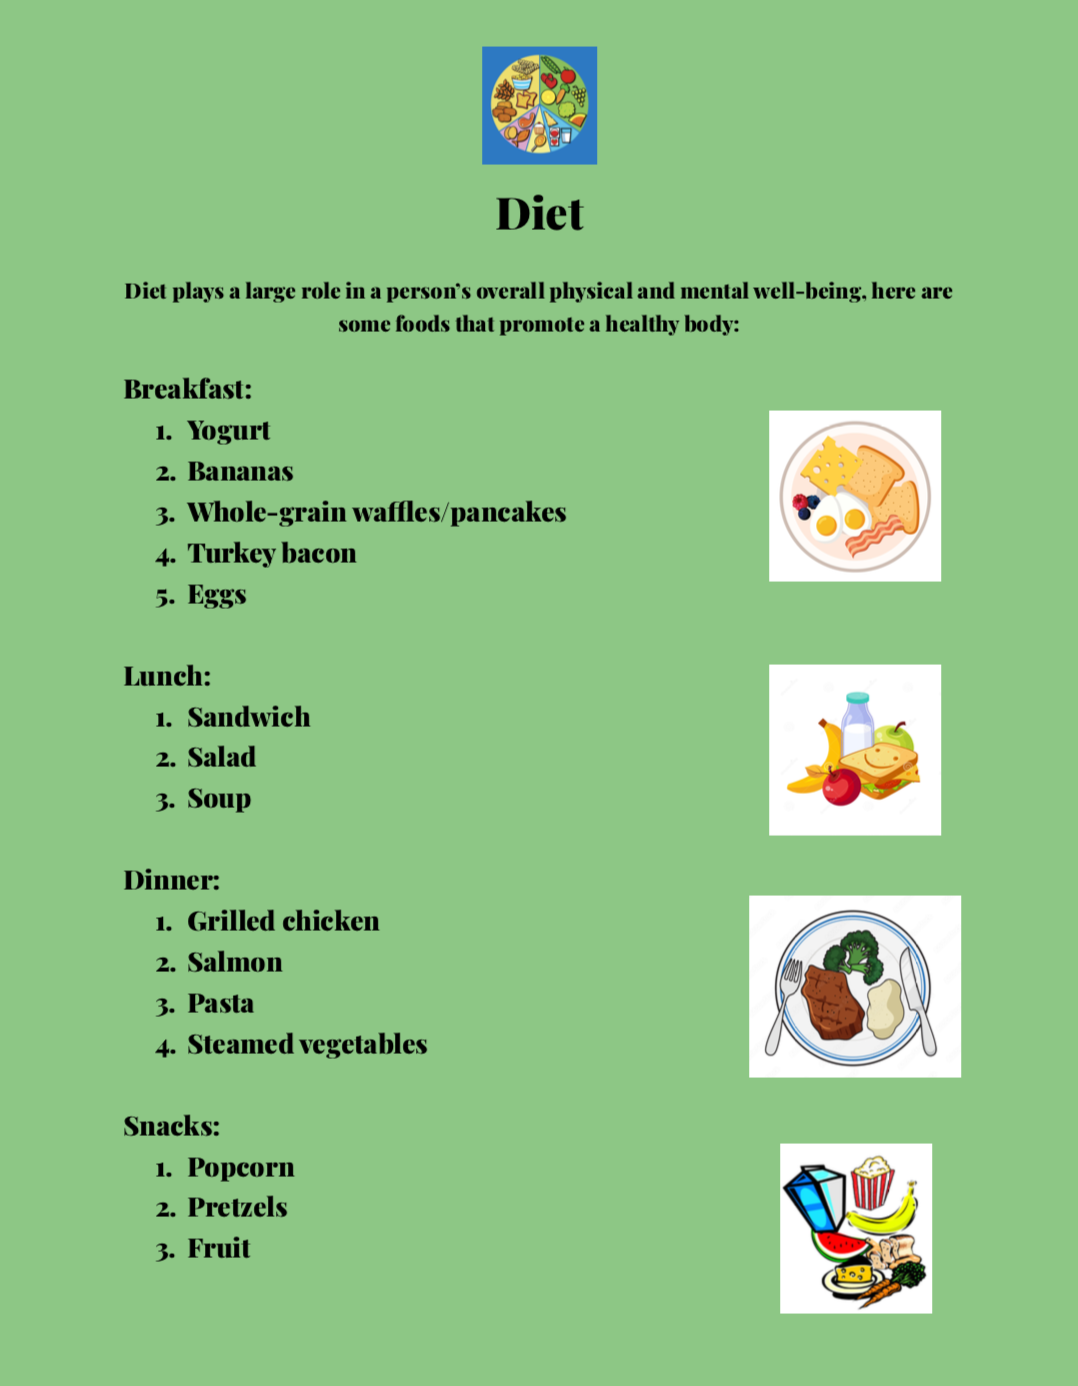 Diet
Diet plays a large role in a person's overall physical and mental well-being, here are
some foods that promote a healthy body:
Breakfast:
1. Yogurt
2. Bananas
3. Whole-grain waffles/pancakes
4. Turkey bacon
5. Eggs
Lunch:
1. Sandwich
2. Salad
3. Soup
Dinner:
1. Grilled chicken
2. Salmon
3. Pasta
4. Steamed vegetables
Snacks:
1. Popcorn
2. Pretzels
3. Fruit